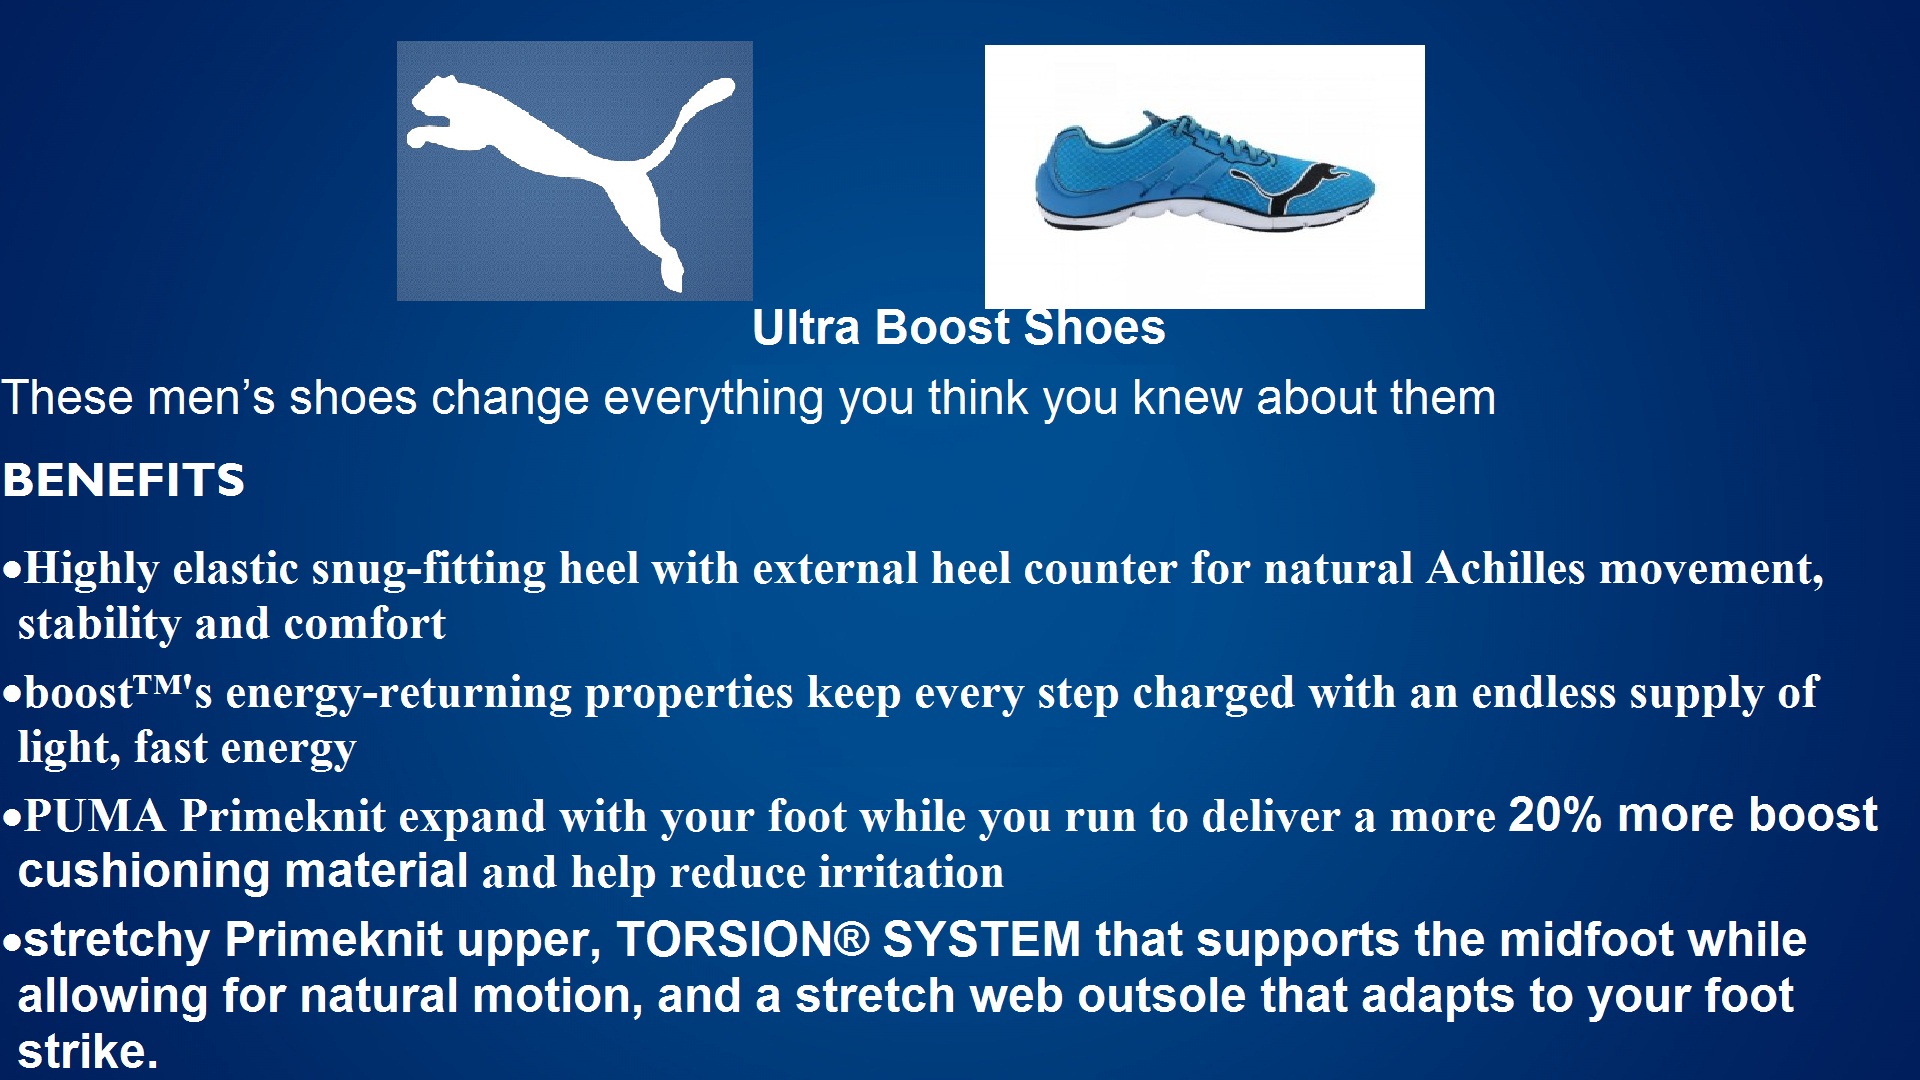 Ultra Boost Shoes
These men’s shoes change everything you think you knew about them
BENEFITS
•Highly elastic snug-fitting heel with external heel counter for natural Achilles movement,
stability and comfort
•boost™'s energy-returning properties keep every step charged with an endless supply of
light, fast energy
•PUMA Primeknit expand with your foot while you run to deliver a more 20% more boost
cushioning material and help reduce irritation
•stretchy Primeknit upper, TORSION® SYSTEM that supports the midfoot while
allowing for natural motion, and a stretch web outsole that adapts to your foot
strike.